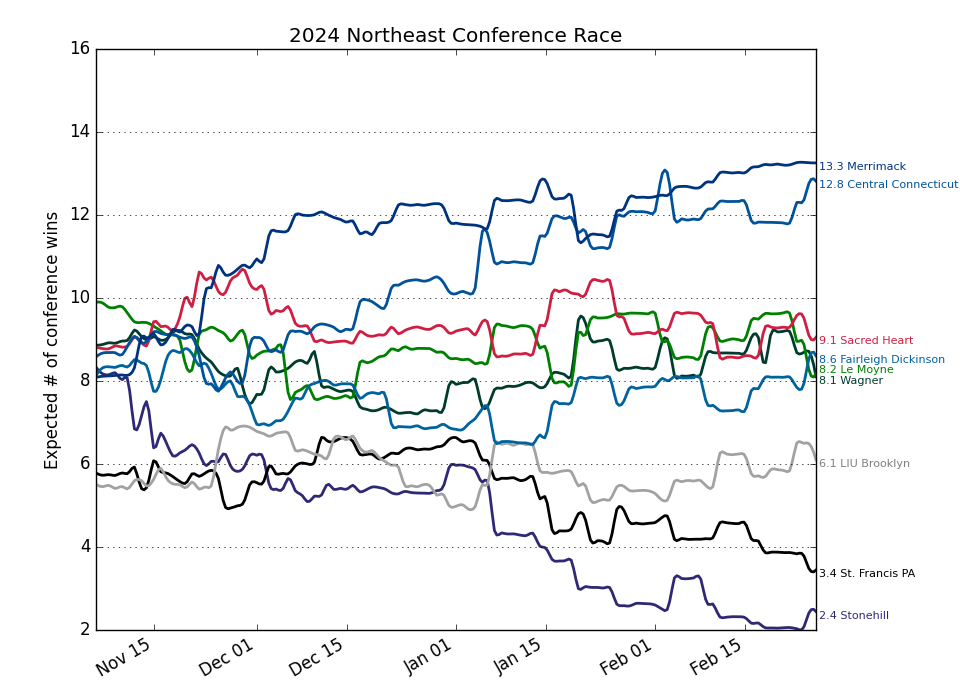 2024 Northeast Conference Race
Expected # of conference wins
16
14
12
10
8
6
4
2
Nov 15
Dec 01
Dec 15
Jan 01
Jan 15
Feb 01
Feb 15
13.3 Merrimack
12.8 Central Connecticut
9.1 Sacred Heart
8.6 Fairleigh Dickinson
8.2 Le Moyne
8.1 Wagner
6.1 LIU Brooklyn
3.4 St. Francis PA
2.4 Stonehill